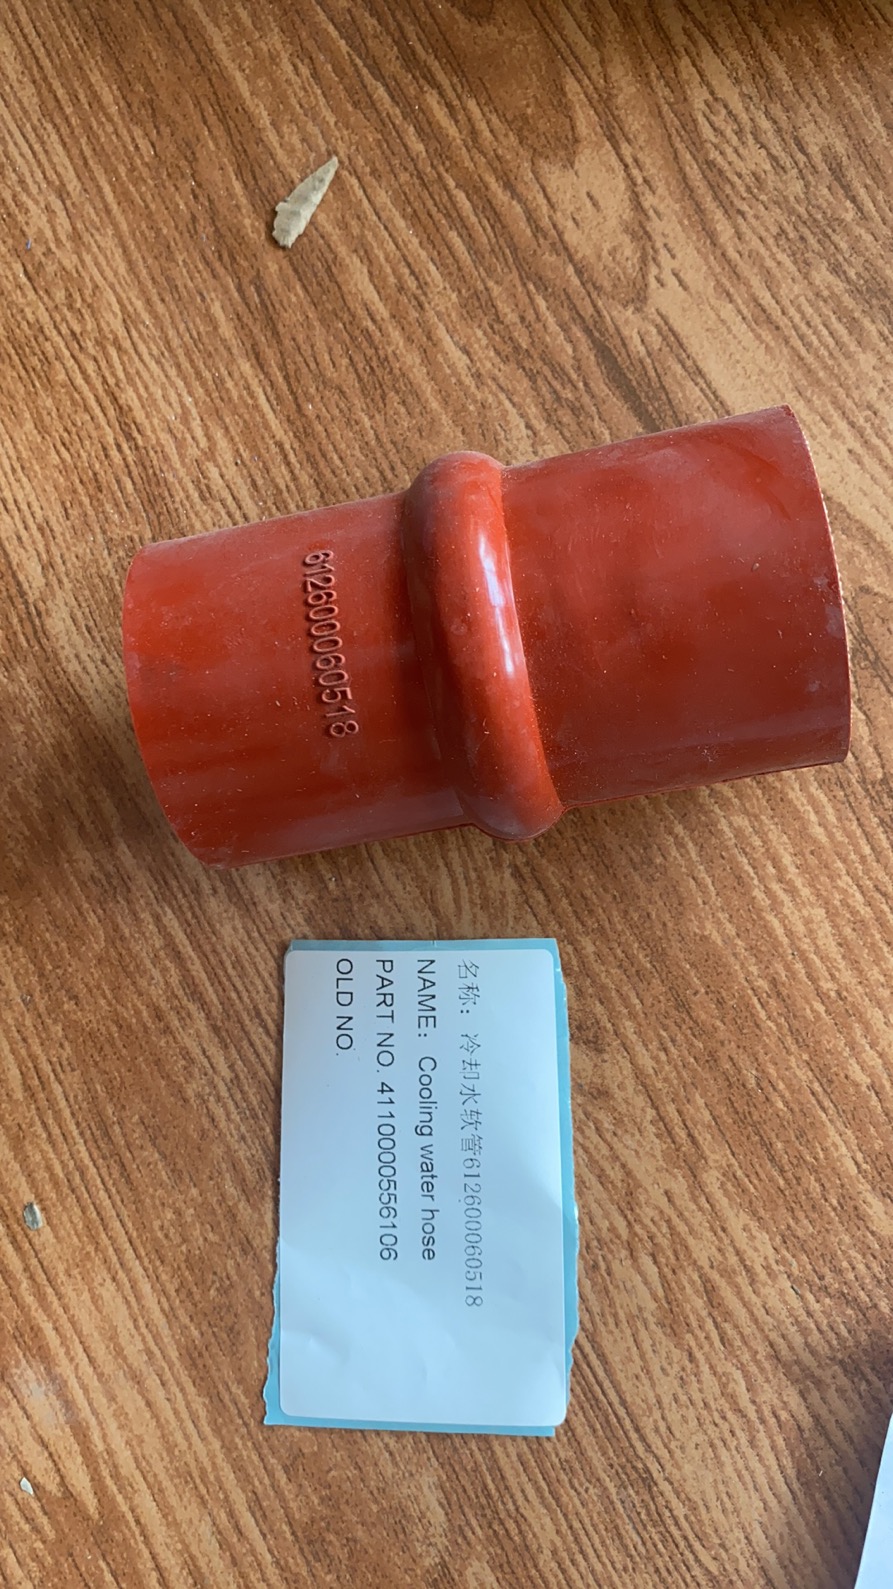 612600060518
名称：冷却水软管612600060518
NAME：Cooling water hose
PART NO. 4110000556106
OLD NO.